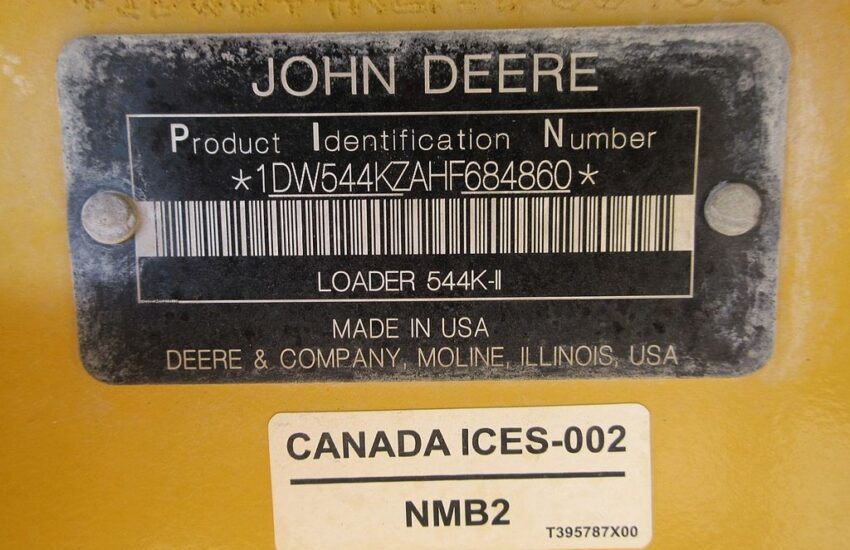 JOHN DEERE
Product Identification Number
*1DW544KZAHF684860*
LOADER 544K-II
MADE IN USA
DEERE & COMPANY, MOLINE, ILLINOIS, USA
CANADA ICES-002
NMB2
T395787X00